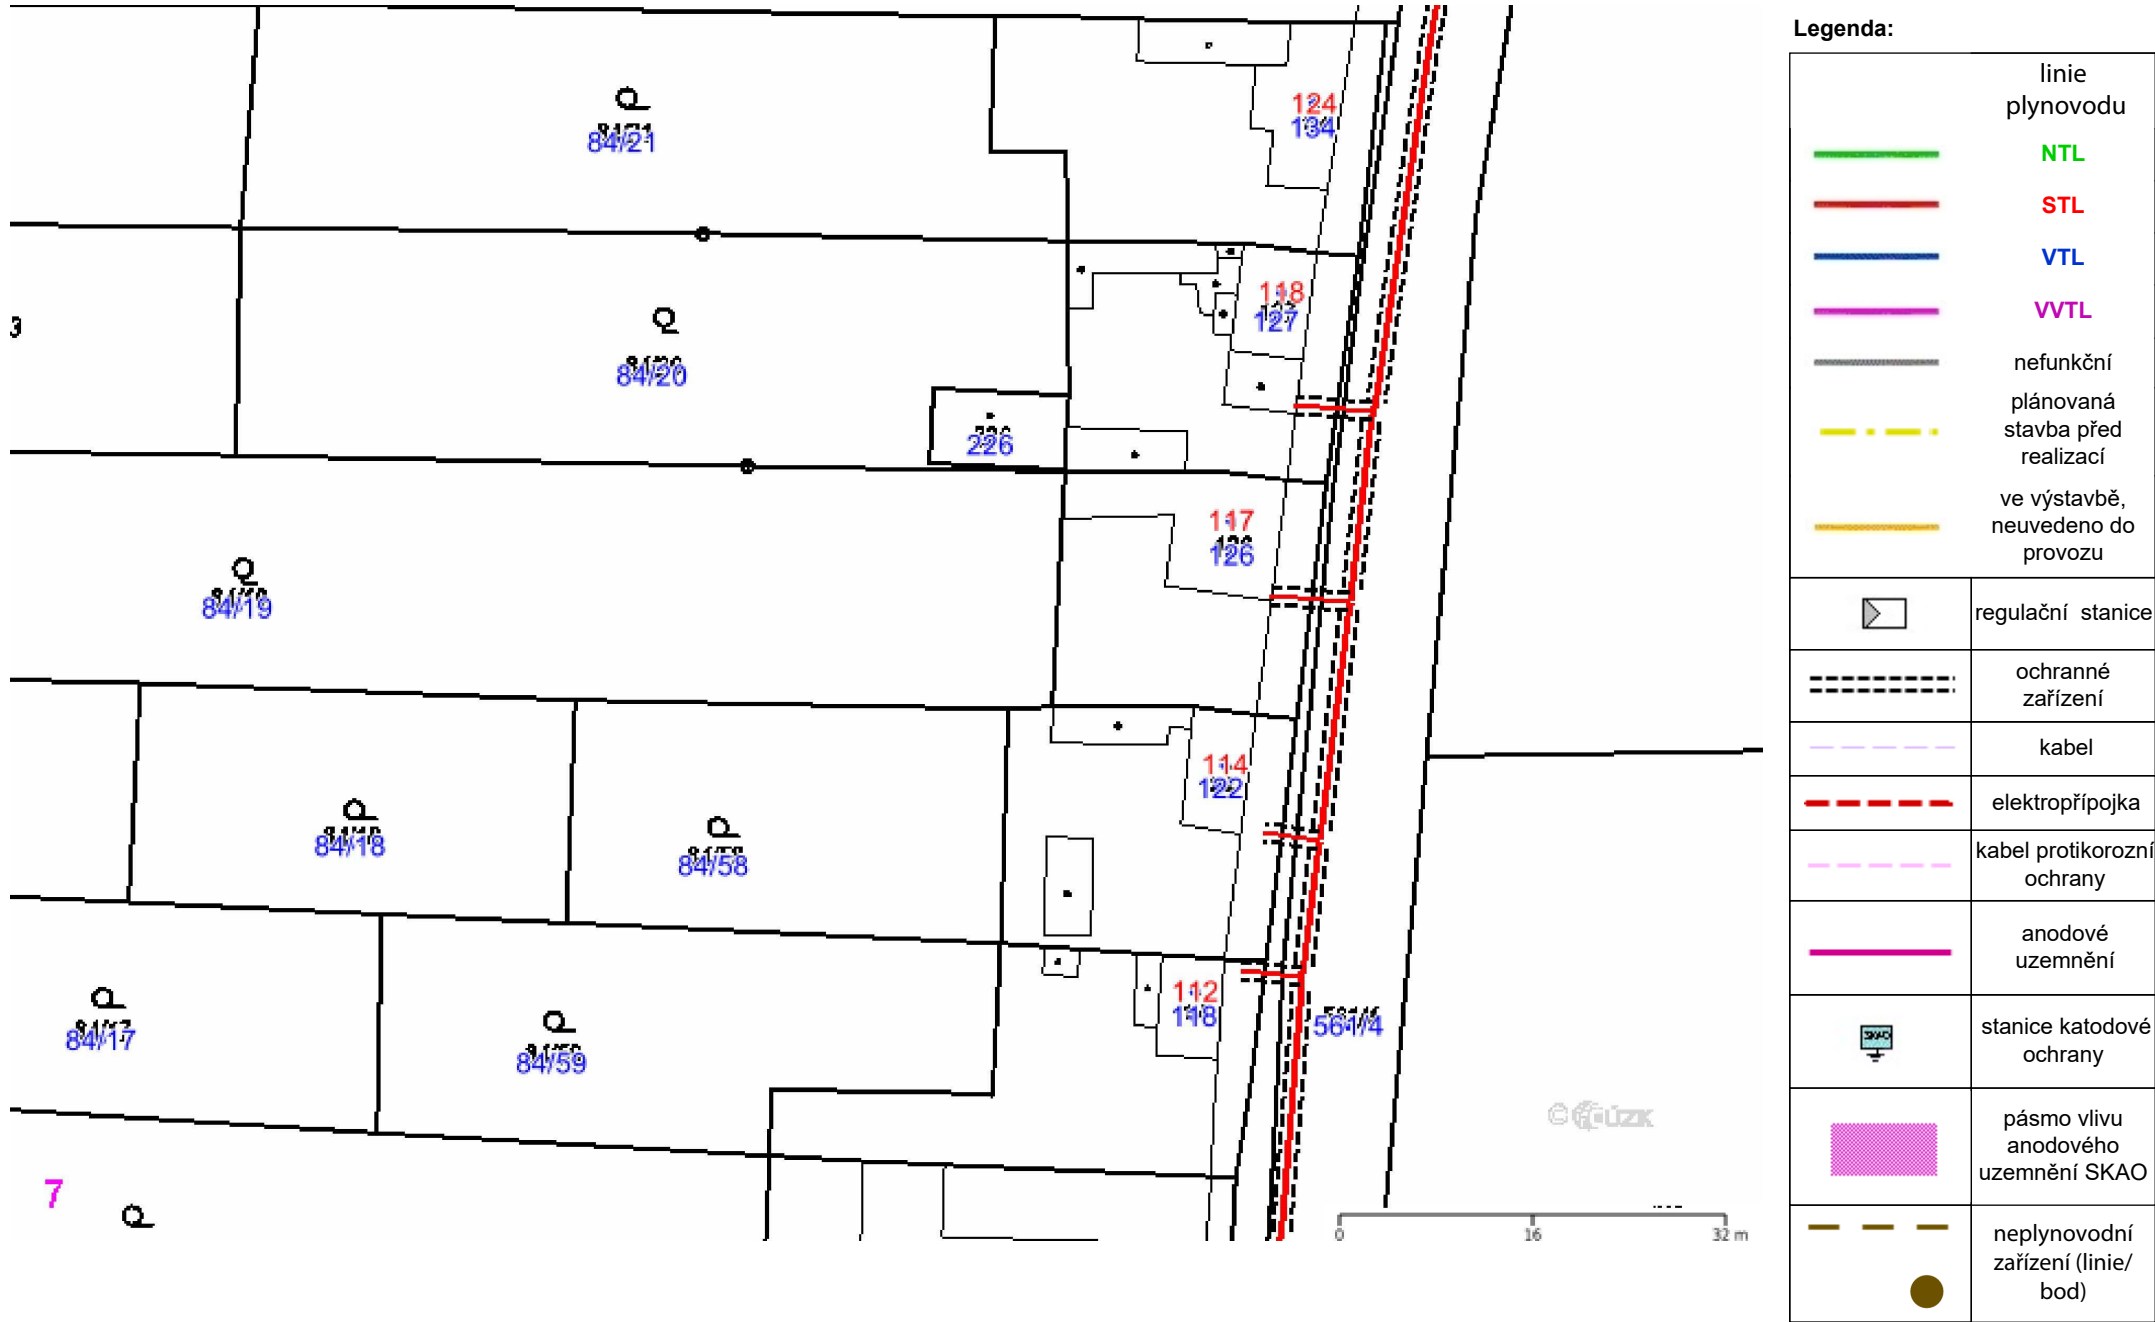 84/21
124
134
3
118
127
84/20
226
117
126
84/19
114
122
84/18
84/58
112
118
84/17
84/59
561/4
7
0
16
32 m
Legenda:
linie
plynovodu
NTL
STL
VTL
VVTL
nefunkční
plánovaná
stavba před
realizací
ve výstavbě,
neuvedeno do
provozu
regulační stanice
ochranné
zařízení
kabel
elektropřípojka
kabel protikorozní
ochrany
anodové
uzemnění
SKAO
stanice katodové
ochrany
pásmo vlivu
anodového
uzemnění SKAO
neplynovodní
zařízení (linie/
bod)